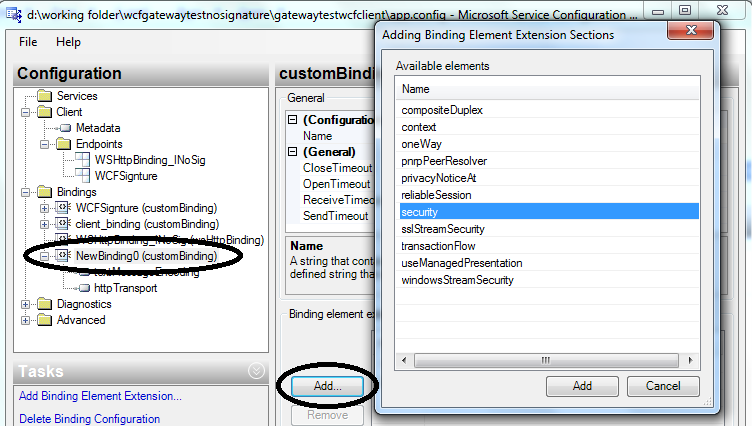 d:\working folder\wcfgatewaytestnosignature\gatewaytestwcfclient\app.config - Microsoft Service Configuration
File Help
Configuration
Services
Client
Metadata
Endpoints
WSHttpBinding_INoSig
WCFSignture
Bindings
WCFSignture (customBinding)
client_binding (customBinding)
WSHttpBinding_INoSig (wsHttpBinding)
NewBinding0 (customBinding)
textMessageEncoding
httpTransport
Diagnostics
Advanced
Tasks
Add Binding Element Extension...
Delete Binding Configuration
customBindi
General
(Configuratio
Name
(General)
CloseTimeout
OpenTimeout
ReceiveTimeo
SendTimeout
Name
A string that conta
defined string tha
Binding element ex
Add...
Remove
Adding Binding Element Extension Sections
Available elements
Name
compositeDuplex
context
oneWay
pnrpPeerResolver
privacyNoticeAt
reliableSession
security
sslStreamSecurity
transactionFlow
useManagedPresentation
windowsStreamSecurity
Add Cancel